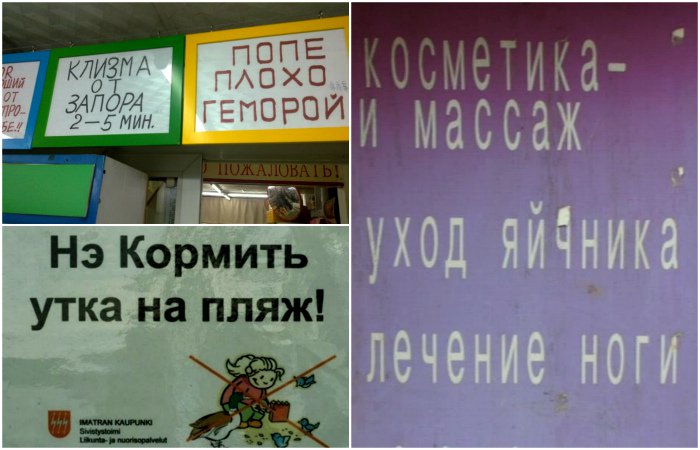 КЛИЗМА
ОТ
ЗАПОРА
2-5 МИН.
ПОПЕ
ПЛОХО
ГЕМОРОЙ
ПОЖАЛОВАТЬ!
Нэ Кормить
утка на пляж!
IMATRAN KAUPUNKI
Sivistystoimi
Liikunta- ja nuorisopalvelut
косметика-
и массаж
уход яйчника
лечение ноги